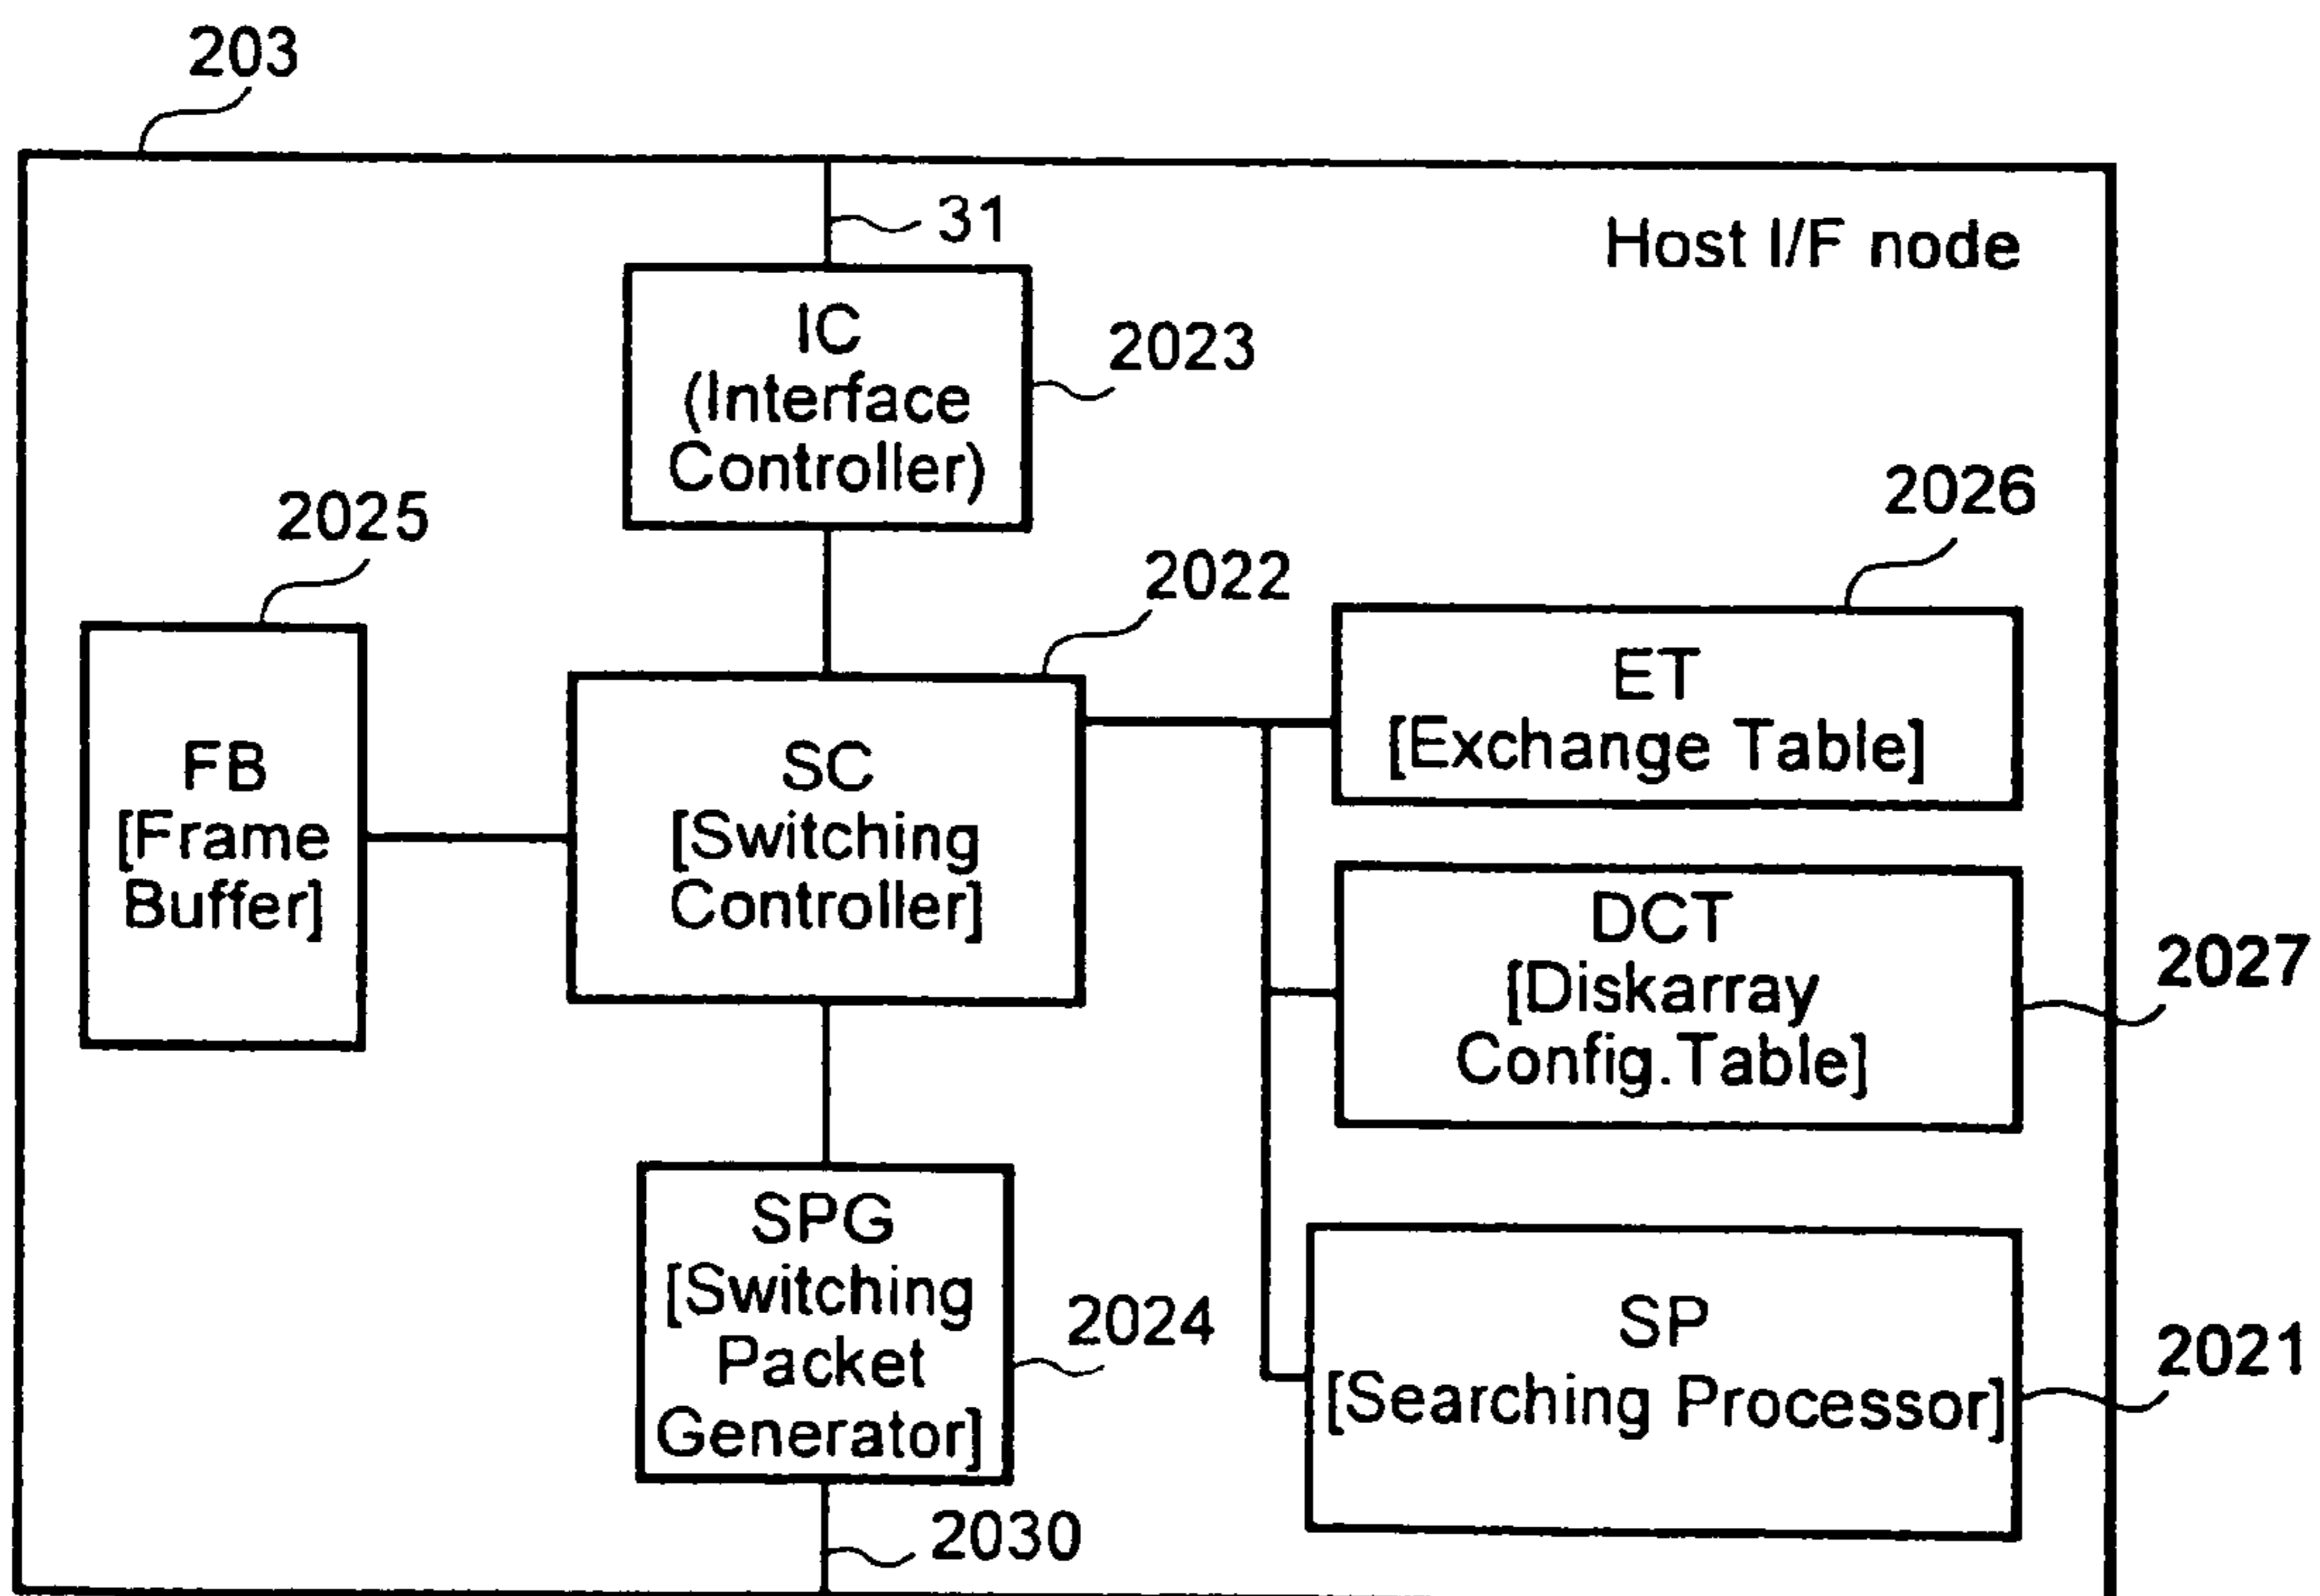 203
31
Host I/F node
IC
(Interface
Controller)
2023
2026
2025
2022
ET
[Exchange Table]
FB
[Frame
Buffer]
SC
[Switching
Controller]
DCT
[Diskarray
Config.Table]
2027
SPG
[Switching
Packet
Generator]
2024
SP
[Searching Processor]
2021
2030